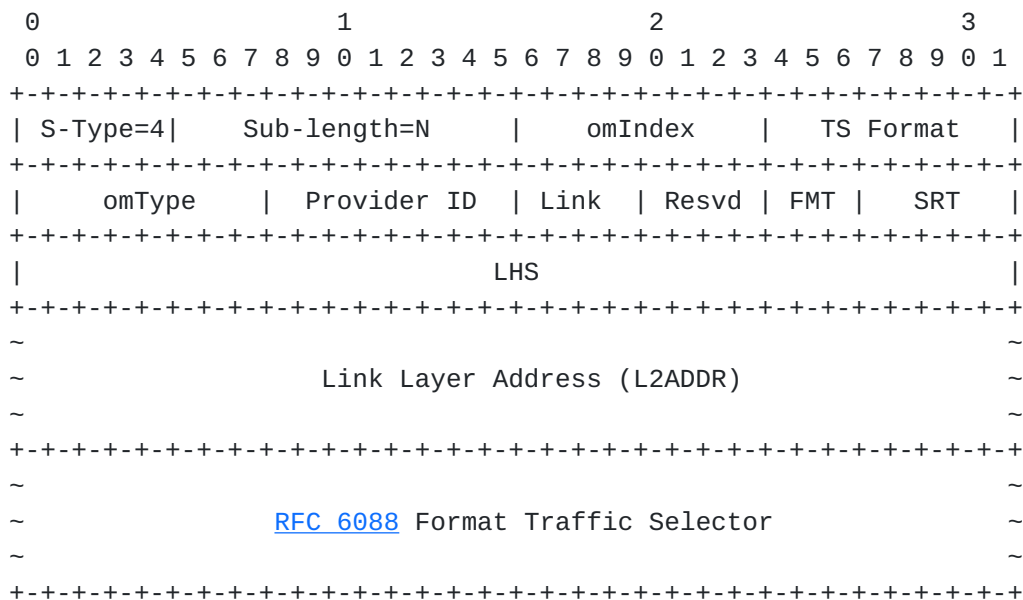 0                   1                   2                   3
 0 1 2 3 4 5 6 7 8 9 0 1 2 3 4 5 6 7 8 9 0 1 2 3 4 5 6 7 8 9 0 1
+-+-+-+-+-+-+-+-+-+-+-+-+-+-+-+-+-+-+-+-+-+-+-+-+-+-+-+-+-+-+-+-+
| S-Type=4|    Sub-length=N     |    omIndex    |   TS Format   |
+-+-+-+-+-+-+-+-+-+-+-+-+-+-+-+-+-+-+-+-+-+-+-+-+-+-+-+-+-+-+-+-+
|     omType    |  Provider ID  | Link  | Resvd | FMT |   SRT   |
+-+-+-+-+-+-+-+-+-+-+-+-+-+-+-+-+-+-+-+-+-+-+-+-+-+-+-+-+-+-+-+-+
|                              LHS                              |
+-+-+-+-+-+-+-+-+-+-+-+-+-+-+-+-+-+-+-+-+-+-+-+-+-+-+-+-+-+-+-+-+
~                                                               ~
~                   Link Layer Address (L2ADDR)                 ~
~                                                               ~
+-+-+-+-+-+-+-+-+-+-+-+-+-+-+-+-+-+-+-+-+-+-+-+-+-+-+-+-+-+-+-+-+
~                                                               ~
~                RFC 6088 Format Traffic Selector               ~
~                                                               ~
+-+-+-+-+-+-+-+-+-+-+-+-+-+-+-+-+-+-+-+-+-+-+-+-+-+-+-+-+-+-+-+-+